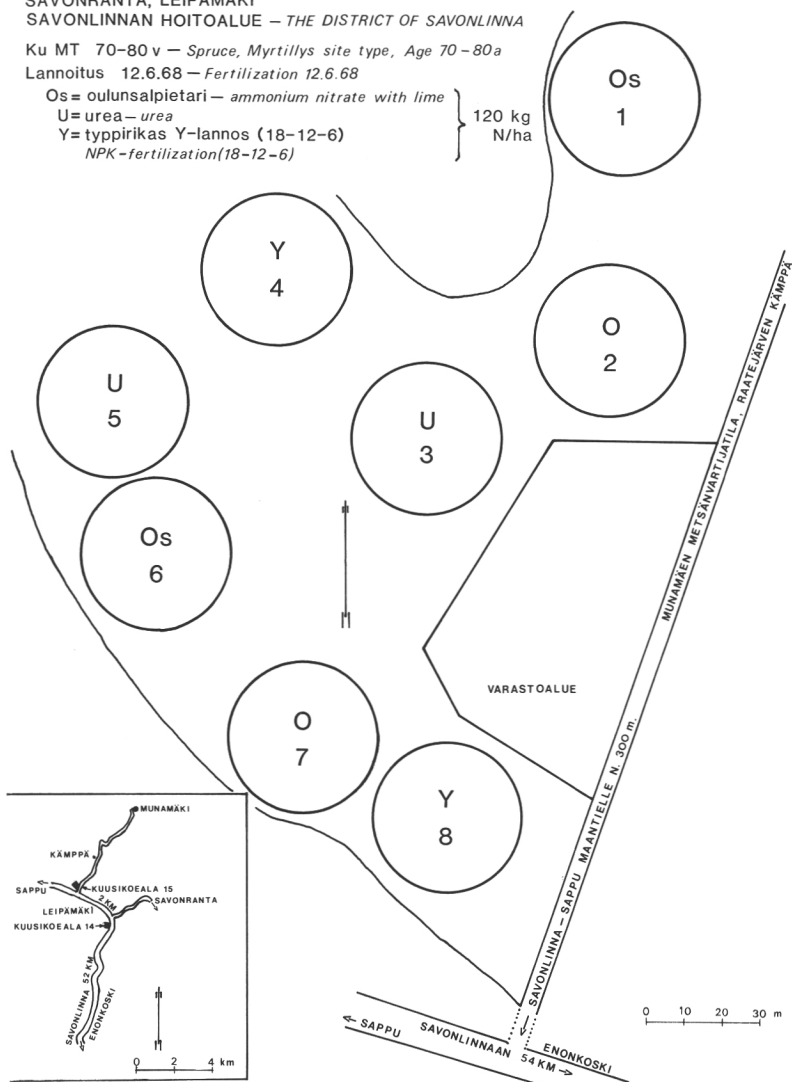 SAVONRANTA, LEIPÄMÄKI
SAVONLINNAN HOITOALUE – THE DISTRICT OF SAVONLINNA
Ku MT 70-80 v – Spruce, Myrtillys site type, Age 70-80a
Lannoitus 12.6.68 – Fertilization 12.6.68
Os= oulunsalpietari – ammonium nitrate with lime
U= urea – urea
Y= typpirikas Y-lannos (18-12-6)
NPK-fertilization(18-12-6)
120 kg
N/ha
Os
1
Y
4
O
2
U
5
U
3
Os
6
O
7
Y
8
VARASTOALUE
MUNAMÄEN METSÄNVARTIJATILA, RAATEJÄRVEN KÄMPPÄ
← SAVONLINNA – SAPPU MAANTIELLE N. 300 m.
MUNAMÄKI
KÄMPPÄ
SAPPU
KUUSIKOEALA 15
2 KM
SAVONRANTA
LEIPÄMÄKI
KUUSIKOEALA 14
SAVONLINNA 52 KM
ENONKOSKI
0 2 4 km
← SAPPU
SAVONLINNAAN 54 KM →
ENONKOSKI
0 10 20 30 m